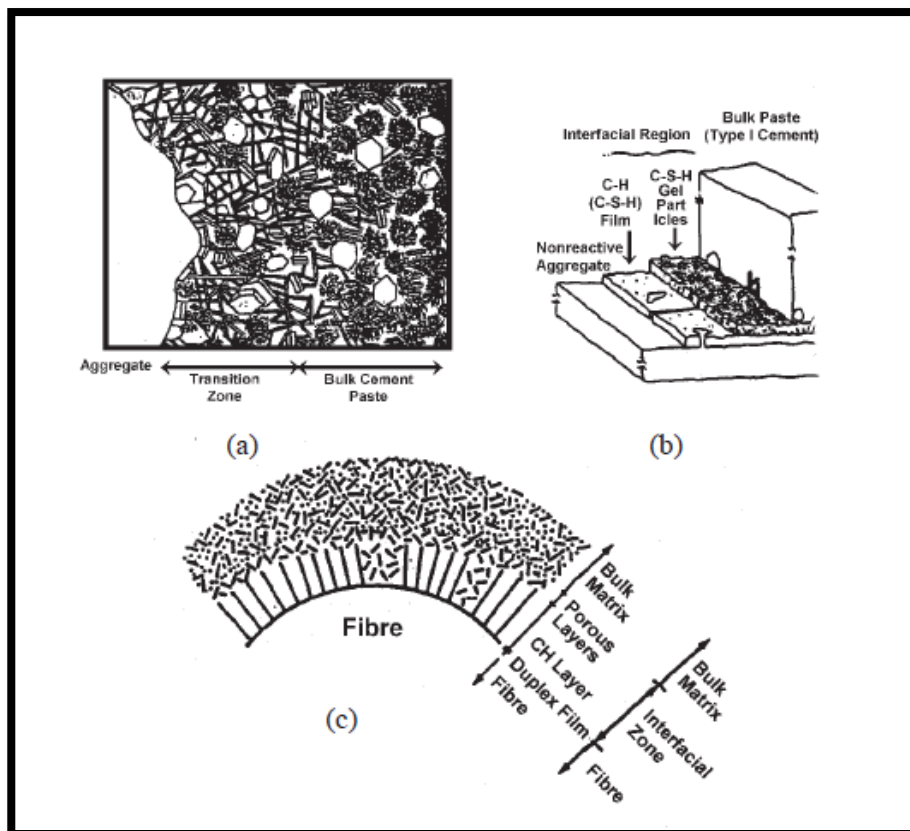 Aggregate
Transition
Zone
Bulk Cement
Paste
(a)
Interfacial Region
Bulk Paste
(Type I Cement)
C-H
(C-S-H)
Film
C-S-H
Gel
Part
Icles
Nonreactive
Aggregate
(b)
Fibre
Bulk
Matrix
Porous
Layers
CH Layer
Duplex Film
Fibre
Bulk
Matrix
Interfacial
Zone
Fibre
(c)